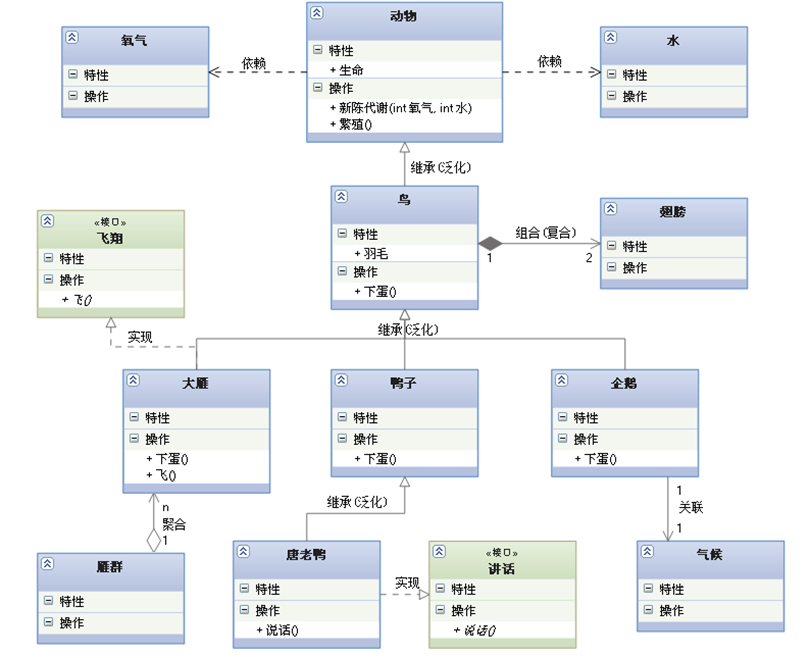 动物
特性
+ 生命
操作
+ 新陈代谢(int 氧气, int 水)
+ 繁殖()
氧气
特性
操作
依赖
依赖
水
特性
操作
继承(泛化)
鸟
特性
+ 羽毛
操作
+ 下蛋()
1
组合(复合)
2
翅膀
特性
操作
«接口»
飞翔
特性
操作
+ 飞()
实现
继承(泛化)
大雁
特性
操作
+ 下蛋()
+ 飞()
鸭子
特性
操作
+ 下蛋()
企鹅
特性
操作
+ 下蛋()
n
聚合
1
继承(泛化)
1
关联
1
雁群
特性
操作
唐老鸭
特性
操作
+ 说话()
实现
«接口»
讲话
特性
操作
+ 说话()
气候
特性
操作